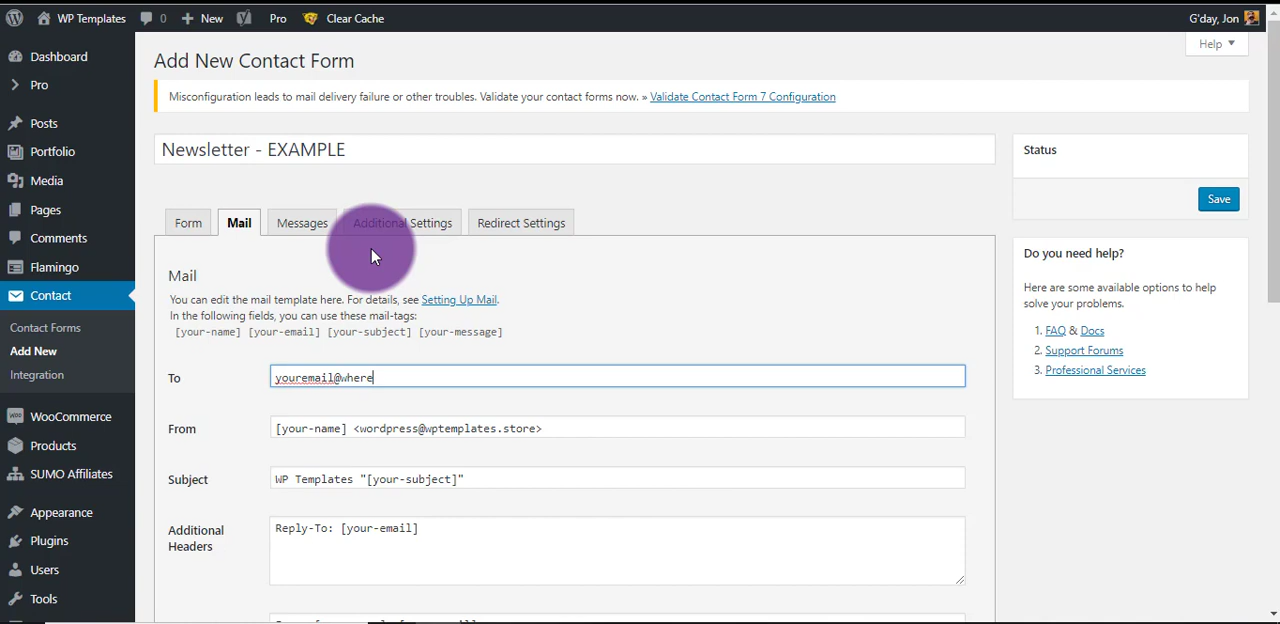 WP Templates 0 New Pro Clear Cache G'day, Jon
Help
Dashboard
Pro
Posts
Portfolio
Media
Pages
Comments
Flamingo
Contact
Contact Forms
Add New
Integration
WooCommerce
Products
SUMO Affiliates
Appearance
Plugins
Users
Tools
Add New Contact Form
Misconfiguration leads to mail delivery failure or other troubles. Validate your contact forms now. » Validate Contact Form 7 Configuration
Newsletter - EXAMPLE
Form Mail Messages Additional Settings Redirect Settings
Mail
You can edit the mail template here. For details, see Setting Up Mail.
In the following fields, you can use these mail-tags:
[your-name] [your-email] [your-subject] [your-message]
To youremail@where
From [your-name] <wordpress@wptemplates.store>
Subject WP Templates "[your-subject]"
Additional
Headers
Reply-To: [your-email]
Status
Save
Do you need help?
Here are some available options to help
solve your problems.
1. FAQ & Docs
2. Support Forums
3. Professional Services